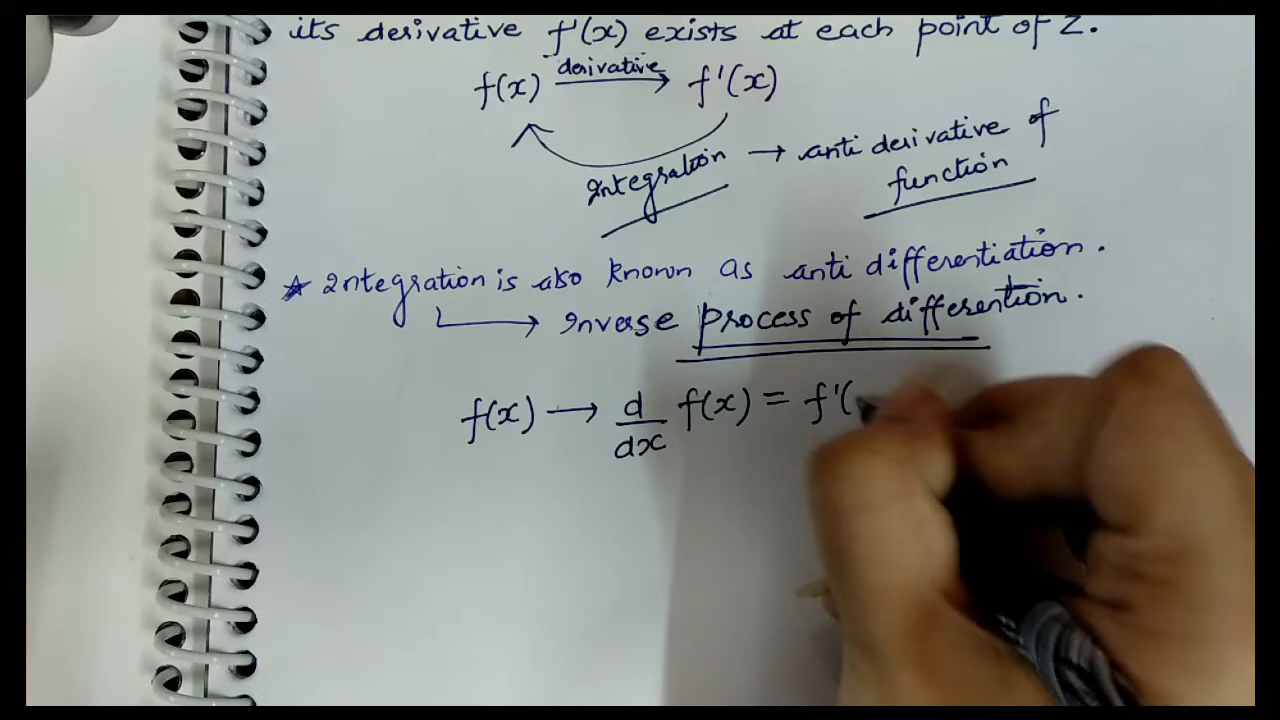 its derivative f'(x) exists at each point of I.
derivative
f(x) → f'(x)
Integration → anti derivative of
function
* Integration is also known as anti differentiation.
↳ Inverse process of differention.
f(x) → d/dx f(x) = f'(